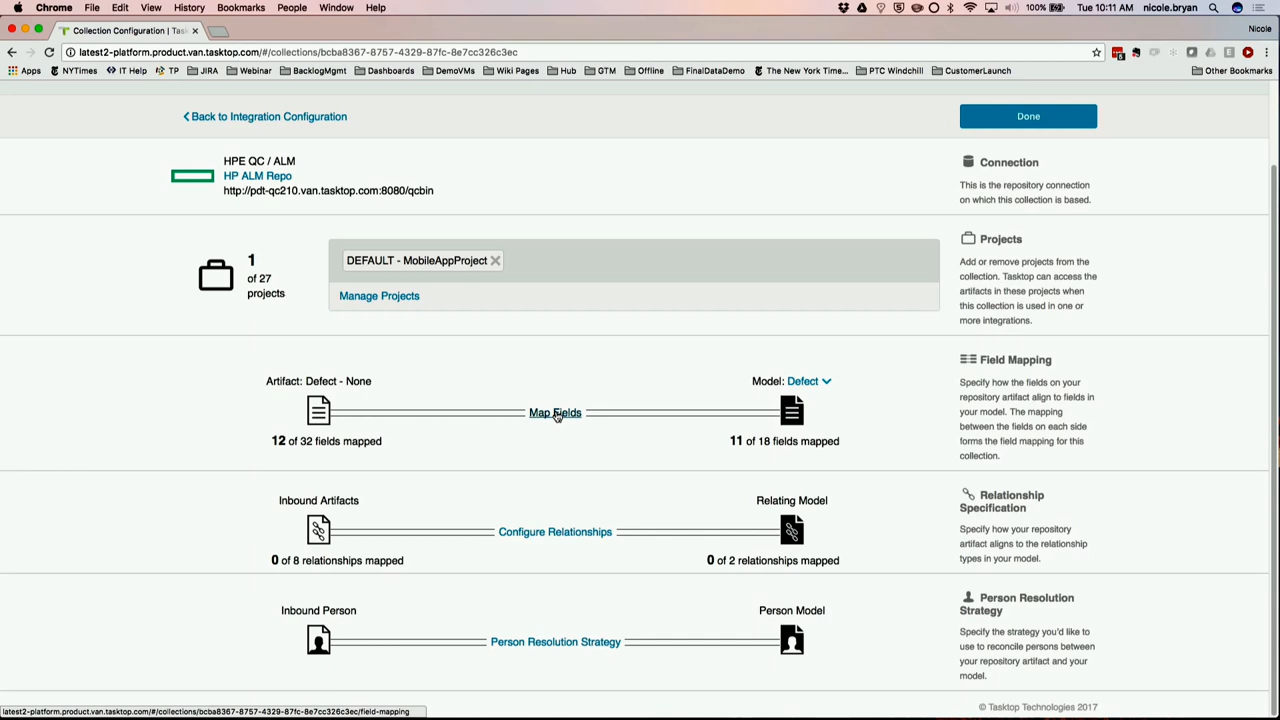 Chrome File Edit View History Bookmarks People Window Help 100% Tue 10:11 AM nicole.bryan
Collection Configuration | Tas Nicole
latest2-platform.product.van.tasktop.com/#/collections/bcba8367-8757-4329-87fc-8e7cc326c3ec
Apps NYTimes IT Help TP JIRA Webinar BacklogMgmt Dashboards DemoVMs Wiki Pages Hub GTM Offline FinalDataDemo The New York Time... PTC Windchill CustomerLaunch Other Bookmarks
Back to Integration Configuration
Done
HPE QC / ALM
HP ALM Repo
http://pdt-qc210.van.tasktop.com:8080/qcbin
Connection
This is the repository connection
on which this collection is based.
1
of 27
projects
DEFAULT - MobileAppProject
Manage Projects
Projects
Add or remove projects from the
collection. Tasktop can access the
artifacts in these projects when
this collection is used in one or
more integrations.
Artifact: Defect - None
Map Fields
Model: Defect
12 of 32 fields mapped
11 of 18 fields mapped
Field Mapping
Specify how the fields on your
repository artifact align to fields in
your model. The mapping
between the fields on each side
forms the field mapping for this
collection.
Inbound Artifacts
Configure Relationships
Relating Model
0 of 8 relationships mapped
0 of 2 relationships mapped
Relationship
Specification
Specify how your repository
artifact aligns to the relationship
types in your model.
Inbound Person
Person Resolution Strategy
Person Model
Person Resolution
Strategy
Specify the strategy you'd like to
use to reconcile persons between
your repository artifact and your
model.
latest2-platform.product.van.tasktop.com/#/collections/bcba8367-8757-4329-87fc-8e7cc326c3ec/field-mapping
© Tasktop Technologies 2017